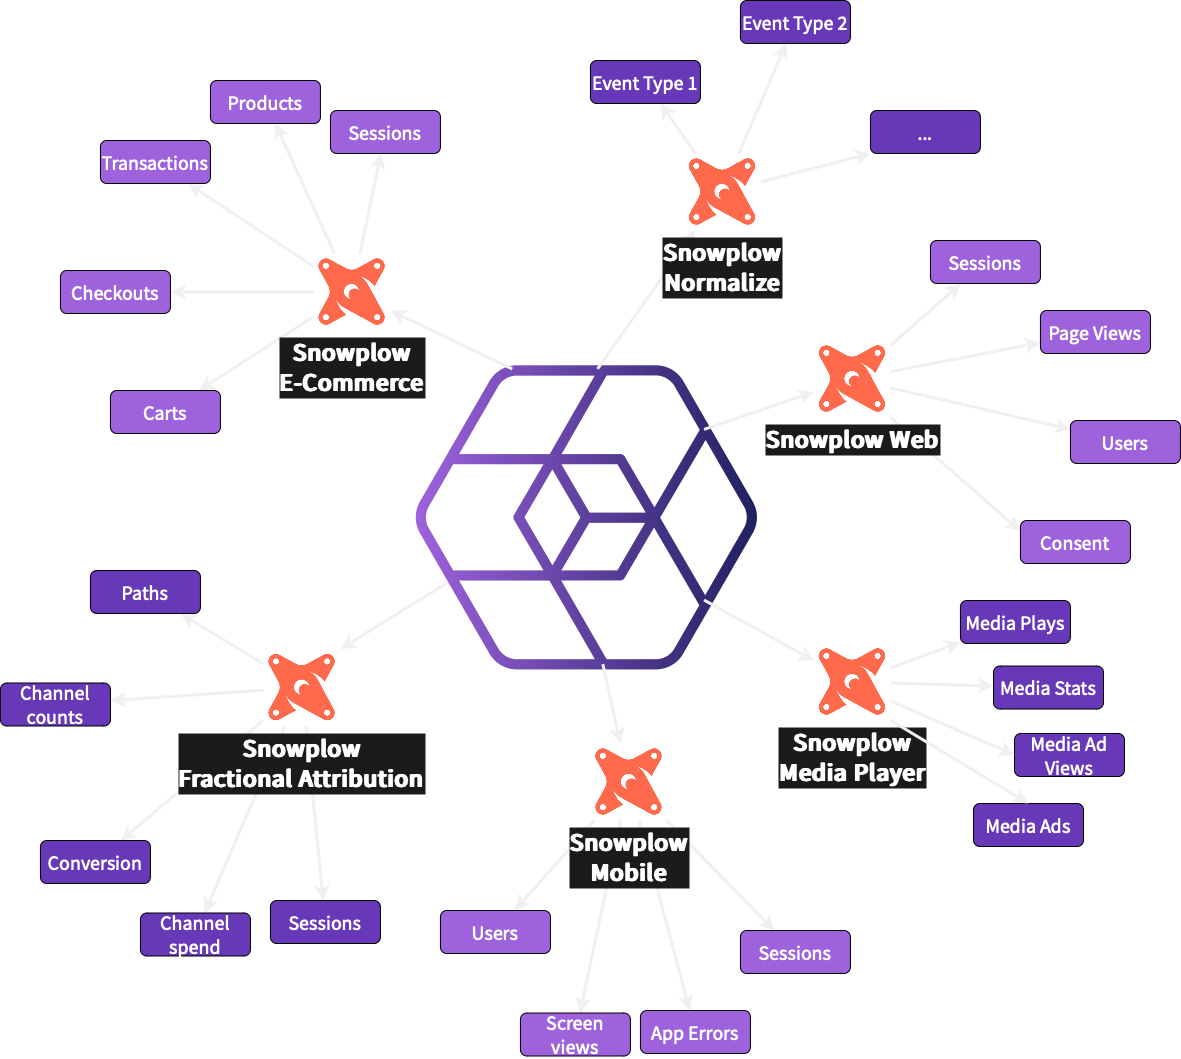 Event Type 2
Event Type 1
...
Products
Sessions
Transactions
Checkouts
Carts
Snowplow
E-Commerce
Snowplow
Normalize
Sessions
Page Views
Users
Consent
Snowplow Web
Paths
Channel
counts
Snowplow
Fractional Attribution
Conversion
Channel
spend
Sessions
Snowplow
Mobile
Users
Screen
views
App Errors
Sessions
Snowplow
Media Player
Media Plays
Media Stats
Media Ad
Views
Media Ads